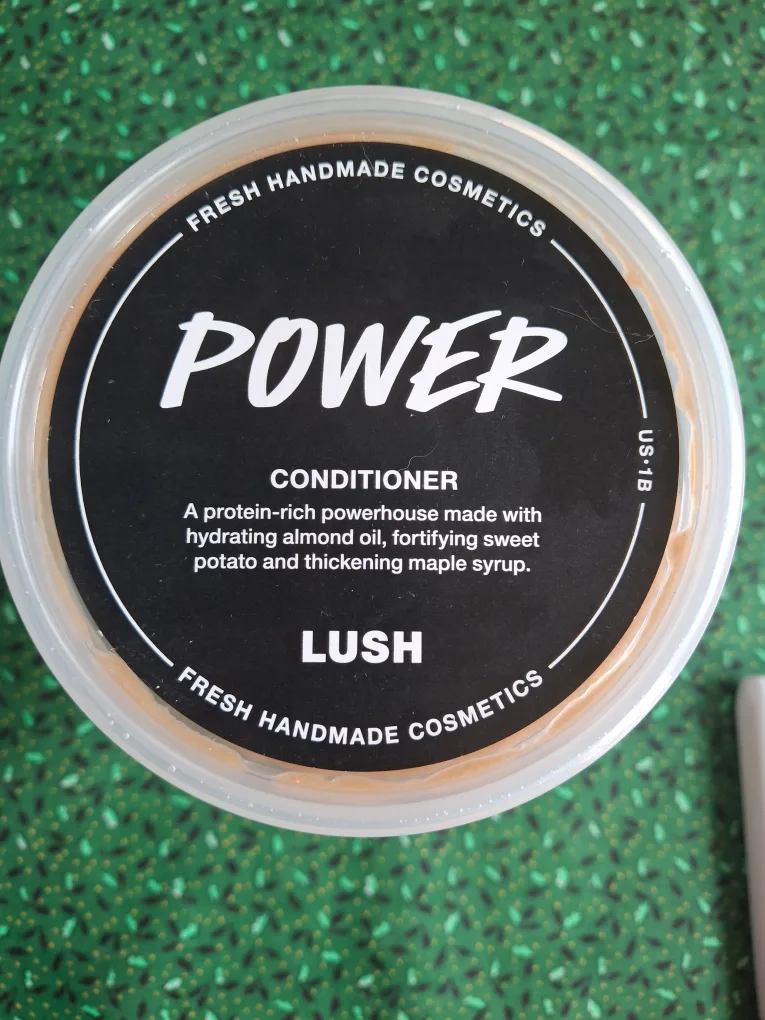 FRESH HANDMADE COSMETICS
POWER
US·1B
CONDITIONER
A protein-rich powerhouse made with
hydrating almond oil, fortifying sweet
potato and thickening maple syrup.
LUSH
FRESH HANDMADE COSMETICS